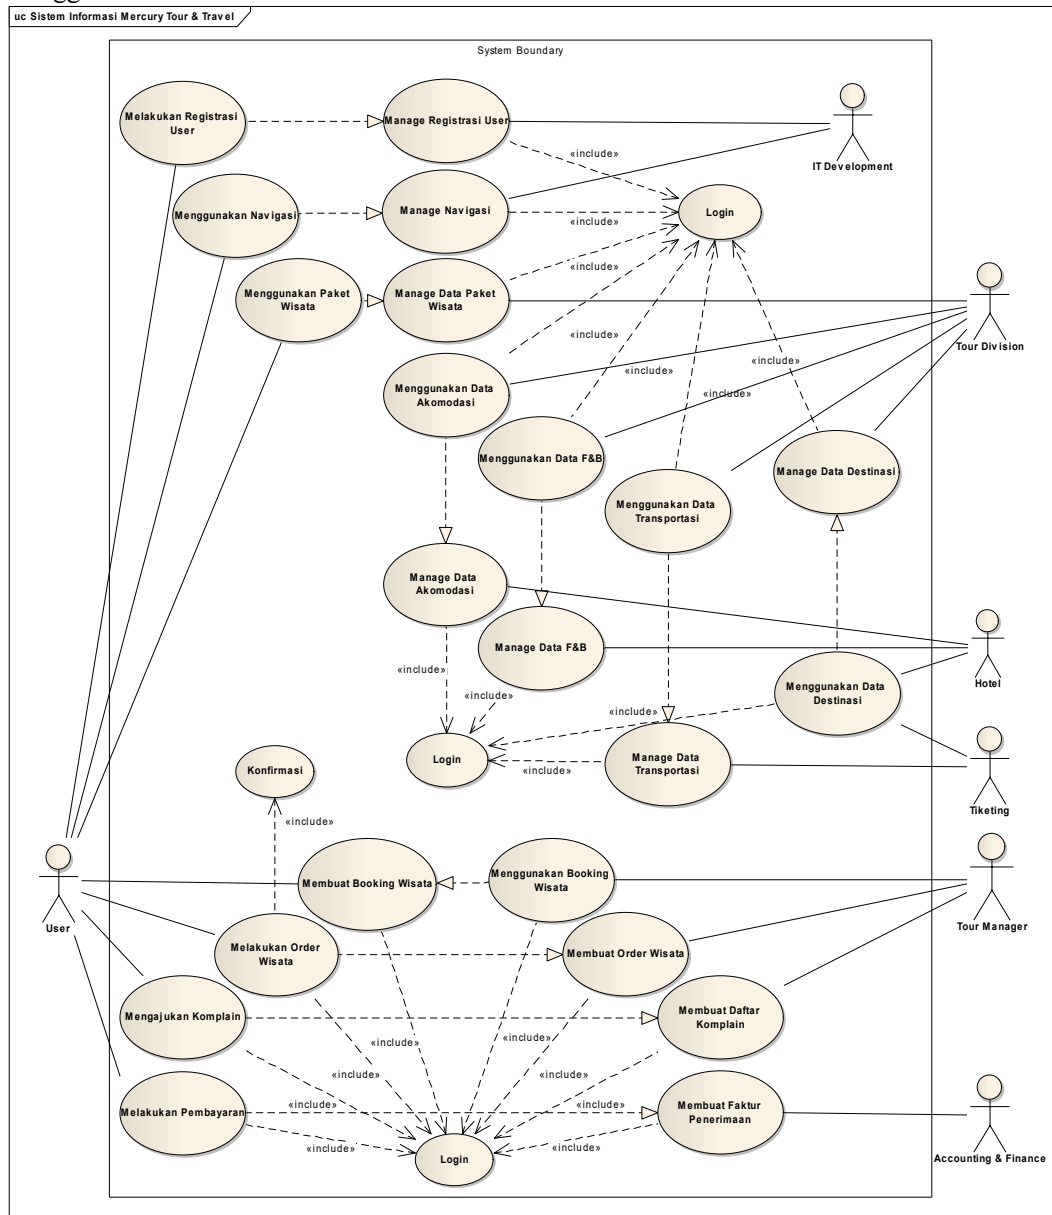 uc Sistem Informasi Mercury Tour & Travel
System Boundary
Melakukan Registrasi
User
Manage Registrasi User
IT Development
«include»
Menggunakan Navigasi
Manage Navigasi
Login
«include»
Menggunakan Paket
Wisata
Manage Data Paket
Wisata
«include»
Tour Division
«include»
Menggunakan Data
Akomodasi
«include»
«include»
Menggunakan Data F&B
Manage Data Destinasi
Menggunakan Data
Transportasi
Manage Data
Akomodasi
Manage Data F&B
«include»
Hotel
Menggunakan Data
Destinasi
«include»
«include»
Login
«include»
Manage Data
Transportasi
Konfirmasi
Tiketing
«include»
User
Membuat Booking Wisata
Menggunakan Booking
Wisata
Tour Manager
Melakukan Order
Wisata
Membuat Order Wisata
Mengajukan Komplain
Membuat Daftar
Komplain
«include»
«include»
«include»
«include»
«include»
«include»
Melakukan Pembayaran
«include»
«include»
Membuat Faktur
Penerimaan
«include»
«include»
Login
Accounting & Finance